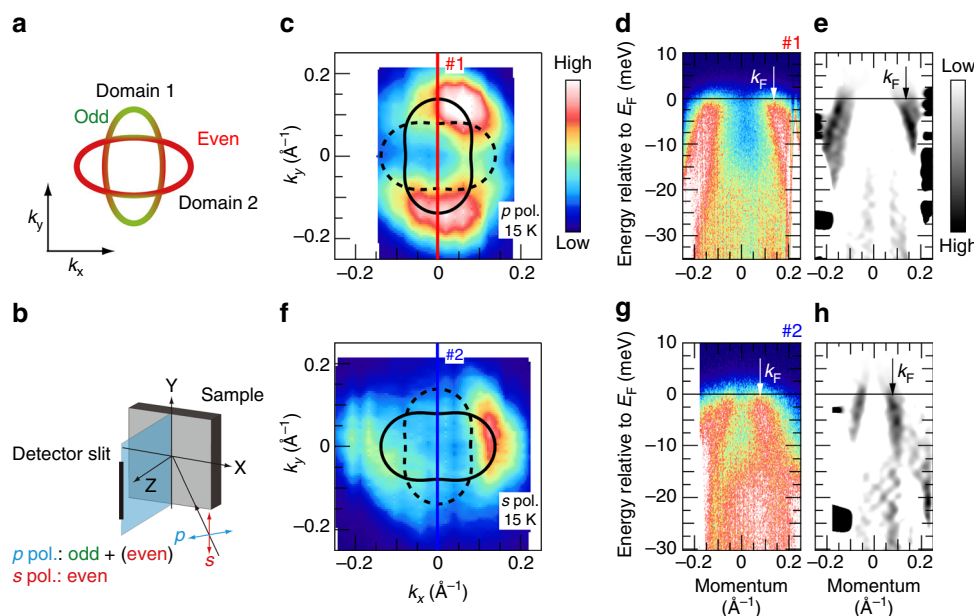 a
Domain 1
Odd
Even
Domain 2
k_y
k_x
b
Y
Sample
Detector slit
X
Z
p
s
p pol.: odd + (even)
s pol.: even
c
#1
0.2
0
−0.2
k_y (Å⁻¹)
p pol.
15 K
−0.2
0
0.2
High
Low
d
#1
k_F
10
0
−10
−20
−30
Energy relative to E_F (meV)
−0.2
0
0.2
e
k_F
−0.2
0
0.2
Low
High
f
#2
0.2
0
−0.2
k_y (Å⁻¹)
s pol.
15 K
−0.2
0
0.2
k_x (Å⁻¹)
g
#2
k_F
10
0
−10
−20
−30
Energy relative to E_F (meV)
−0.2
0
0.2
Momentum
(Å⁻¹)
h
k_F
−0.2
0
0.2
Momentum
(Å⁻¹)